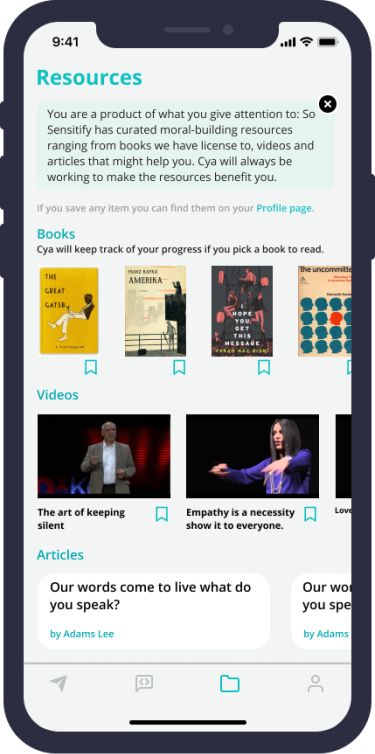 9:41
Resources
You are a product of what you give attention to: So
Sensitify has curated moral-building resources
ranging from books we have license to, videos and
articles that might help you. Cya will always be
working to make the resources benefit you.
If you save any item you can find them on your Profile page.
Books
Cya will keep track of your progress if you pick a book to read.
THE
GREAT
GATSBY
FRANZ KAFKA
AMERIKA
I HOPE
YOU GET
THIS
MESSAGE
FARAH NAZ RISHI
the uncommitte
Videos
The art of keeping
silent
Empathy is a necessity
show it to everyone.
Love
Articles
Our words come to live what do
you speak?
by Adams Lee
Our wor
you spe
by Adams